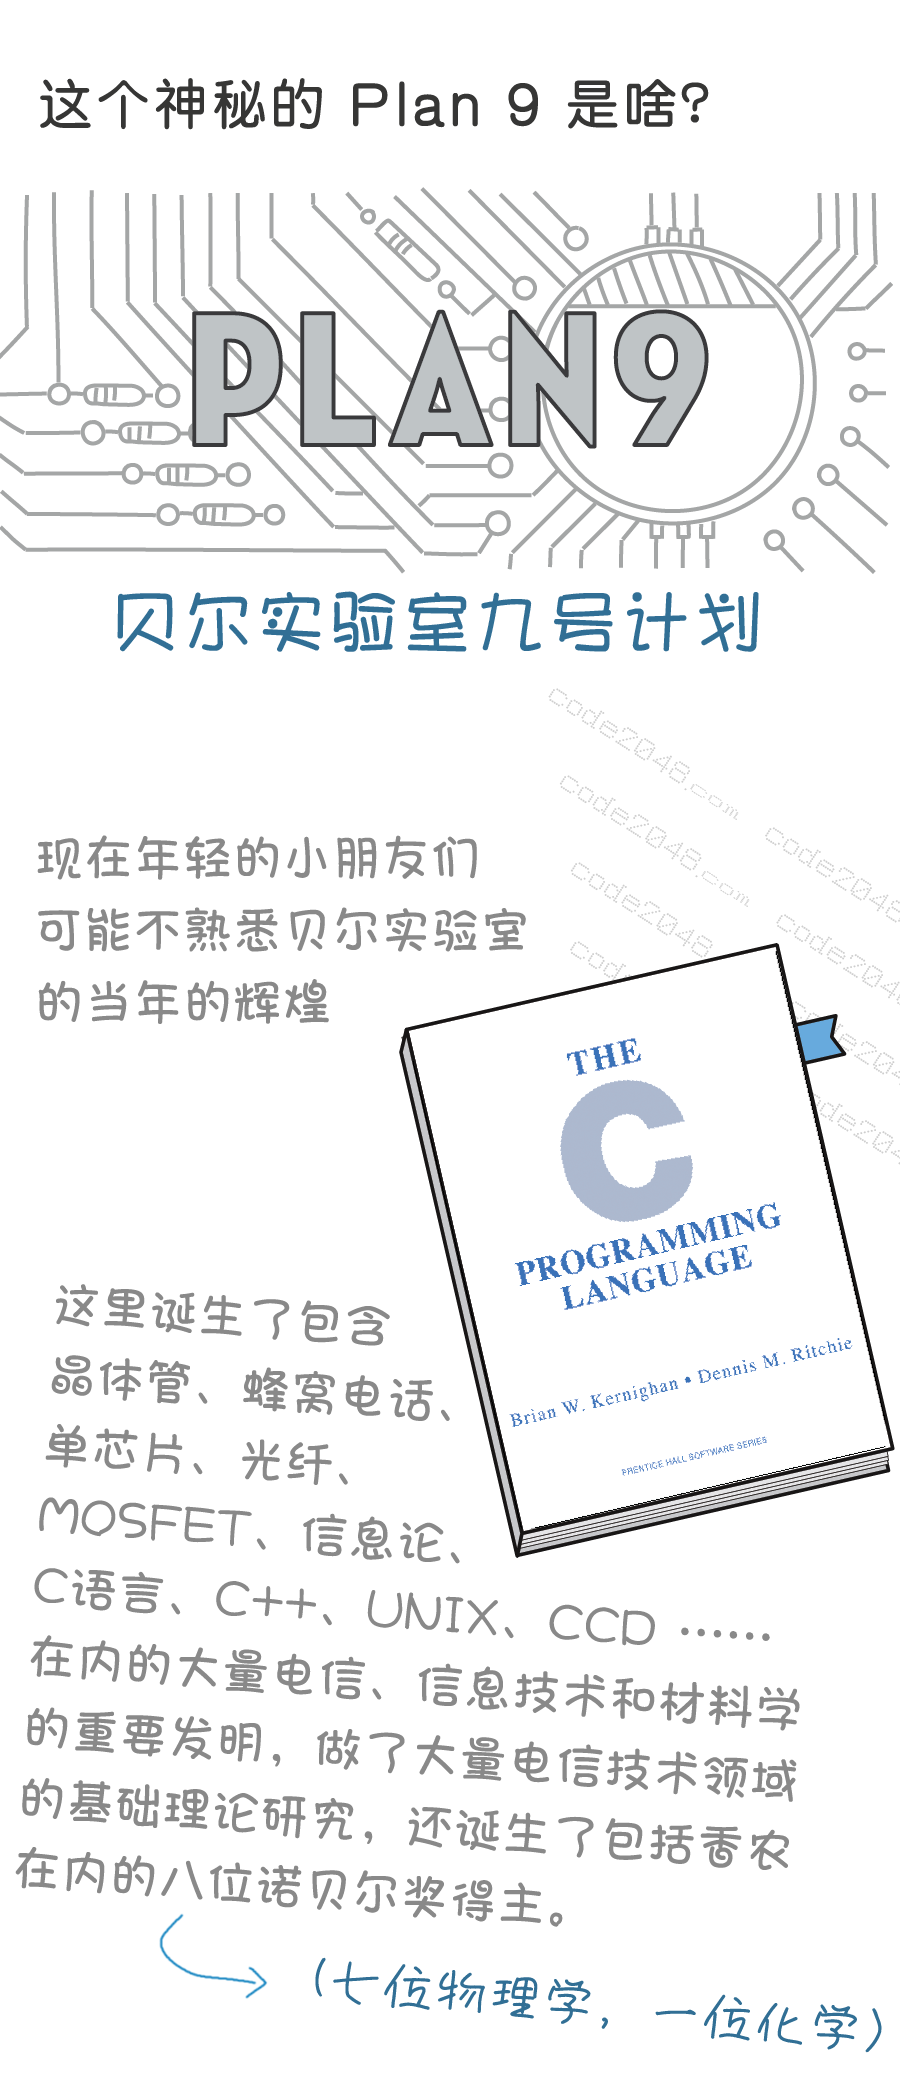 这个神秘的 Plan 9 是啥?
PLAN9
贝尔实验室九号计划
code2048.com
code2048.com
code2048
code2048.
code2048
cod
code204
现在年轻的小朋友们
可能不熟悉贝尔实验室
的当年的辉煌
THE
C
PROGRAMMING
LANGUAGE
Brian W. Kernighan • Dennis M. Ritchie
PRENTICE HALL SOFTWARE SERIES
这里诞生了包含
晶体管、蜂窝电话、
单芯片、光纤、
MOSFET、信息论、
C语言、C++、UNIX、CCD ……
在内的大量电信、信息技术和材料学
的重要发明，做了大量电信技术领域
的基础理论研究，还诞生了包括香农
在内的八位诺贝尔奖得主。
（七位物理学，一位化学）